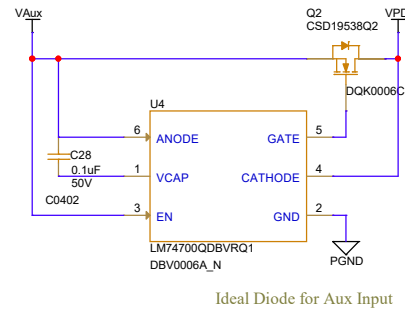 VAux
Q2
CSD19538Q2
VPD
DQK0006C
U4
6
ANODE
GATE
5
C28
0.1uF
50V
C0402
1
VCAP
CATHODE
4
3
EN
GND
2
LM74700QDBVRQ1
DBV0006A_N
PGND
Ideal Diode for Aux Input